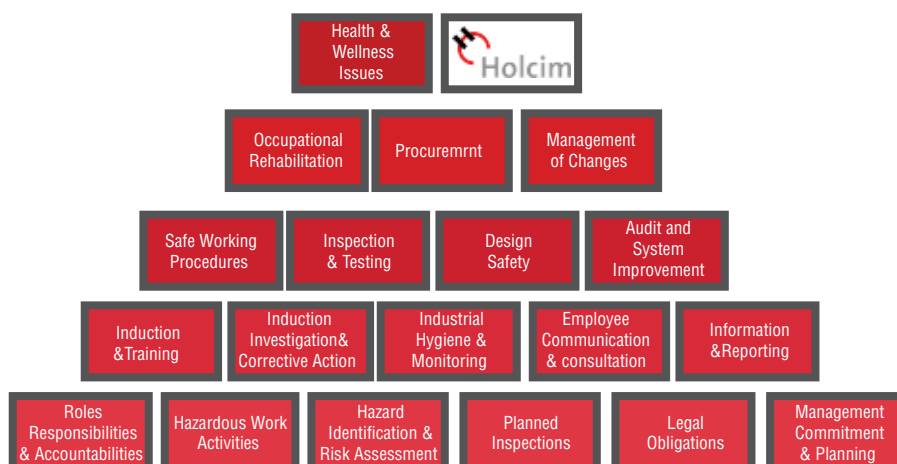 Health &
Wellness
Issues
Holcim
Occupational
Rehabilitation
Procuremrnt
Management
of Changes
Safe Working
Procedures
Inspection
& Testing
Design
Safety
Audit and
System
Improvement
Induction
&Training
Induction
Investigation&
Corrective Action
Industrial
Hygiene &
Monitoring
Employee
Communication
& consultation
Information
&Reporting
Roles
Responsibilities
& Accountabilities
Hazardous Work
Activities
Hazard
Identification &
Risk Assessment
Planned
Inspections
Legal
Obligations
Management
Commitment
& Planning